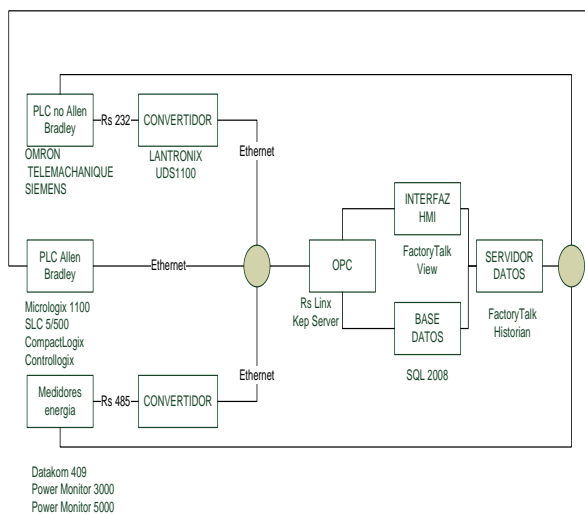 PLC no Allen
Bradley
Rs 232
CONVERTIDOR
OMRON
TELEMACHANIQUE
SIEMENS
LANTRONIX
UDS1100
Ethernet
PLC Allen
Bradley
Ethernet
Micrologix 1100
SLC 5/500
CompactLogix
Controllogix
OPC
Rs Linx
Kep Server
INTERFAZ
HMI
FactoryTalk
View
BASE
DATOS
SQL 2008
SERVIDOR
DATOS
FactoryTalk
Historian
Ethernet
Medidores
energia
Rs 485
CONVERTIDOR
Datakom 409
Power Monitor 3000
Power Monitor 5000